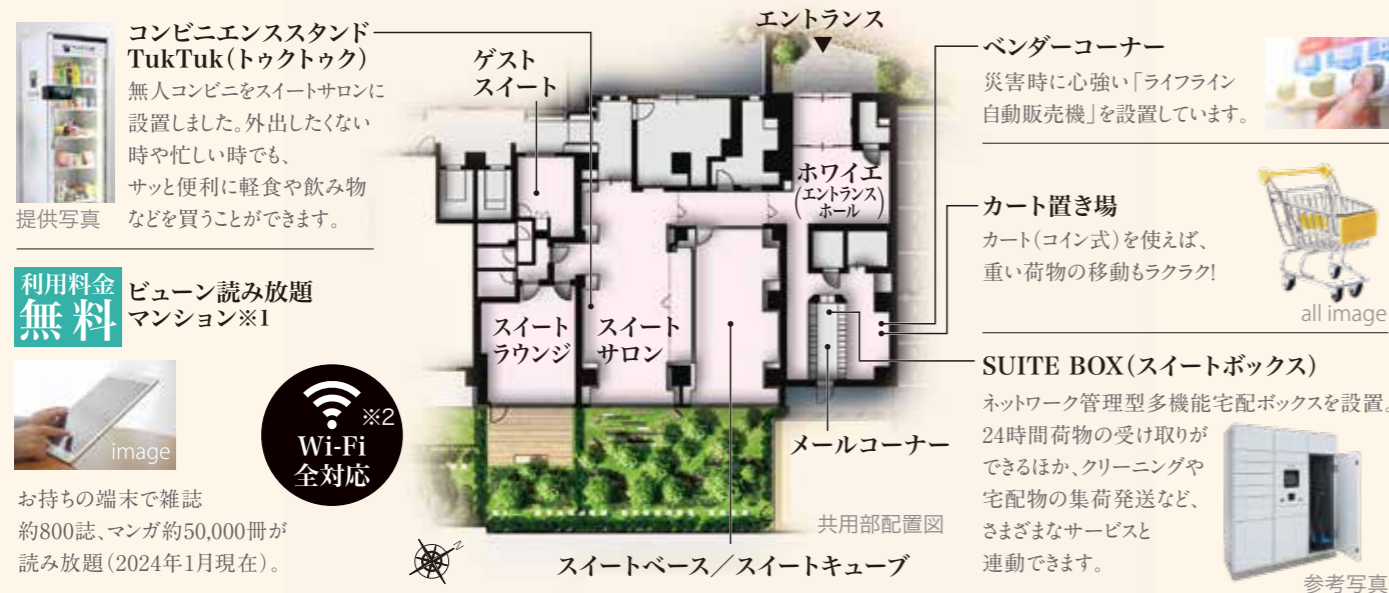 コンビニエンススタンド
TukTuk(トゥクトゥク)
無人コンビニをスイートサロンに
設置しました。外出したくない
時や忙しい時でも、
サッと便利に軽食や飲み物
などを買うことができます。
提供写真
利用料金
無料
ビューン読み放題
マンション※1
image
お持ちの端末で雑誌
約800誌、マンガ約50,000冊が
読み放題(2024年1月現在)。
※2
Wi-Fi
全対応
エントランス
ゲスト
スイート
ホワイエ
(エントランス
ホール)
スイート
ラウンジ
スイート
サロン
メールコーナー
共用部配置図
スイートベース／スイートキューブ
ベンダーコーナー
災害時に心強い「ライフライン
自動販売機」を設置しています。
カート置き場
カート(コイン式)を使えば、
重い荷物の移動もラクラク!
all image
SUITE BOX(スイートボックス)
ネットワーク管理型多機能宅配ボックスを設置。
24時間荷物の受け取りが
できるほか、クリーニングや
宅配物の集荷発送など、
さまざまなサービスと
連動できます。
参考写真